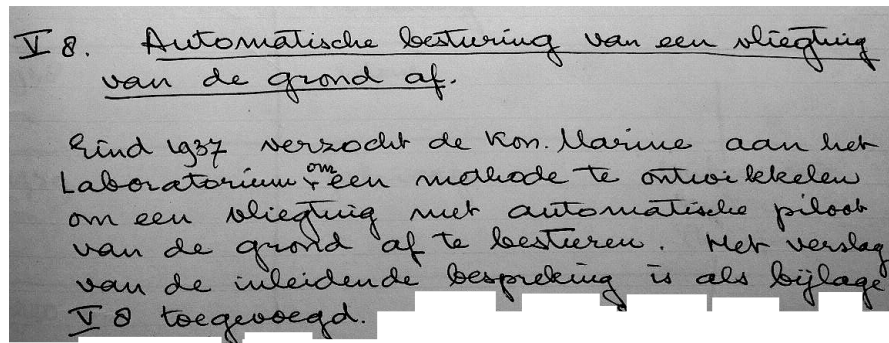 V 8. Automatische besturing van een vliegtuig
van de grond af.
Eind 1937 verzocht de Kon. Marine aan het
Laboratorium om een methode te ontwikkelen
om een vliegtuig met automatische piloot
van de grond af te besturen. Het verslag
van de inleidende bespreking is als bijlage
V 8 toegevoegd.